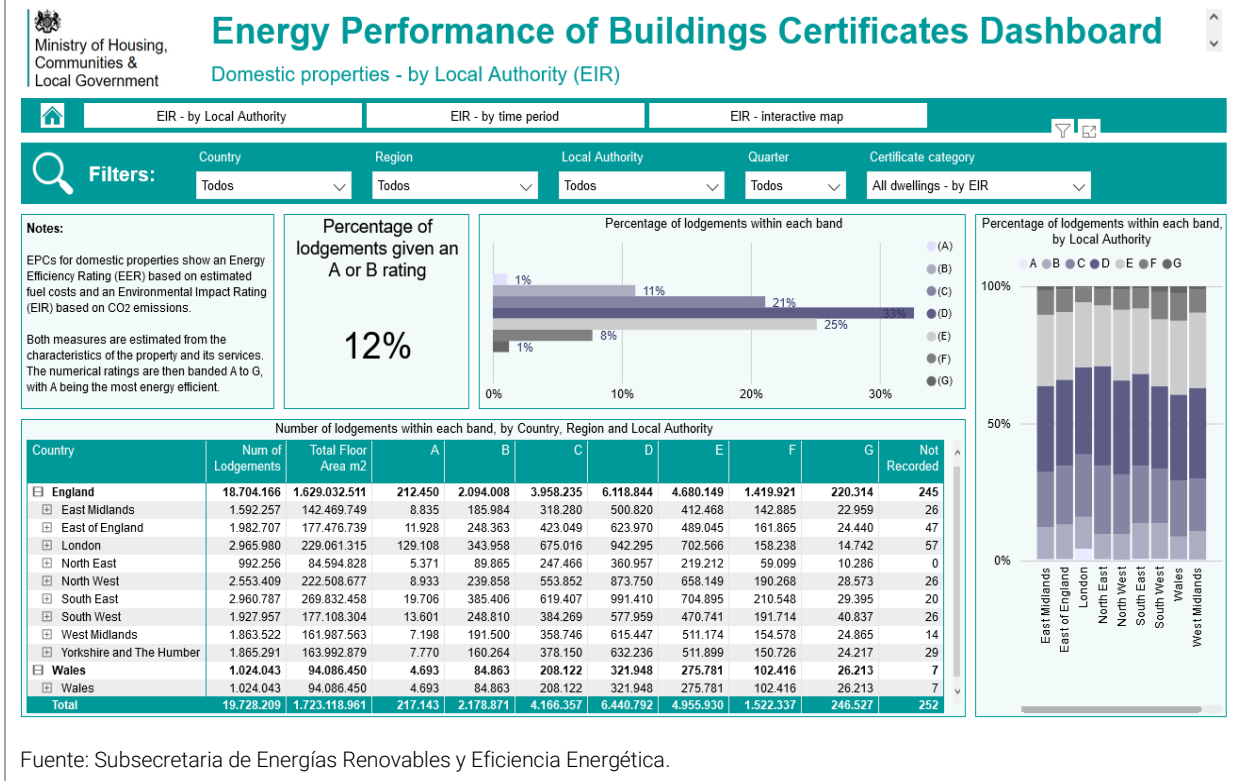 Ministry of Housing,
Communities &
Local Government
Energy Performance of Buildings Certificates Dashboard
Domestic properties - by Local Authority (EIR)
EIR - by Local Authority
EIR - by time period
EIR - interactive map
Filters:
Country
Todos
Region
Todos
Local Authority
Todos
Quarter
Todos
Certificate category
All dwellings - by EIR
Notes:
EPCs for domestic properties show an Energy
Efficiency Rating (EER) based on estimated
fuel costs and an Environmental Impact Rating
(EIR) based on CO2 emissions.
Both measures are estimated from the
characteristics of the property and its services.
The numerical ratings are then banded A to G,
with A being the most energy efficient.
Percentage of
lodgements given an
A or B rating
12%
Percentage of lodgements within each band
1%
11%
21%
33%
25%
8%
1%
0% 10% 20% 30%
(A)
(B)
(C)
(D)
(E)
(F)
(G)
Percentage of lodgements within each band,
by Local Authority
A B C D E F G
100%
50%
0%
East Midlands
East of England
London
North East
North West
South East
South West
Wales
West Midlands
Number of lodgements within each band, by Country, Region and Local Authority
Country Num of Lodgements Total Floor Area m2 A B C D E F G Not Recorded
England 18.704.166 1.629.032.511 212.450 2.094.008 3.958.235 6.118.844 4.680.149 1.419.921 220.314 245
East Midlands 1.592.257 142.469.749 8.835 185.984 318.280 500.820 412.468 142.885 22.959 26
East of England 1.982.707 177.476.739 11.928 248.363 423.049 623.970 489.045 161.865 24.440 47
London 2.965.980 229.061.315 129.108 343.958 675.016 942.295 702.566 158.238 14.742 57
North East 992.256 84.594.828 5.371 89.865 247.466 360.957 219.212 59.099 10.286 0
North West 2.553.409 222.508.677 8.933 239.858 553.852 873.750 658.149 190.268 28.573 26
South East 2.960.787 269.832.458 19.706 385.406 619.407 991.410 704.895 210.548 29.395 20
South West 1.927.957 177.108.304 13.601 248.810 384.269 577.959 470.741 191.714 40.837 26
West Midlands 1.863.522 161.987.563 7.198 191.500 358.746 615.447 511.174 154.578 24.865 14
Yorkshire and The Humber 1.865.291 163.992.879 7.770 160.264 378.150 632.236 511.899 150.726 24.217 29
Wales 1.024.043 94.086.450 4.693 84.863 208.122 321.948 275.781 102.416 26.213 7
Wales 1.024.043 94.086.450 4.693 84.863 208.122 321.948 275.781 102.416 26.213 7
Total 19.728.209 1.723.118.961 217.143 2.178.871 4.166.357 6.440.792 4.955.930 1.522.337 246.527 252
Fuente: Subsecretaria de Energías Renovables y Eficiencia Energética.